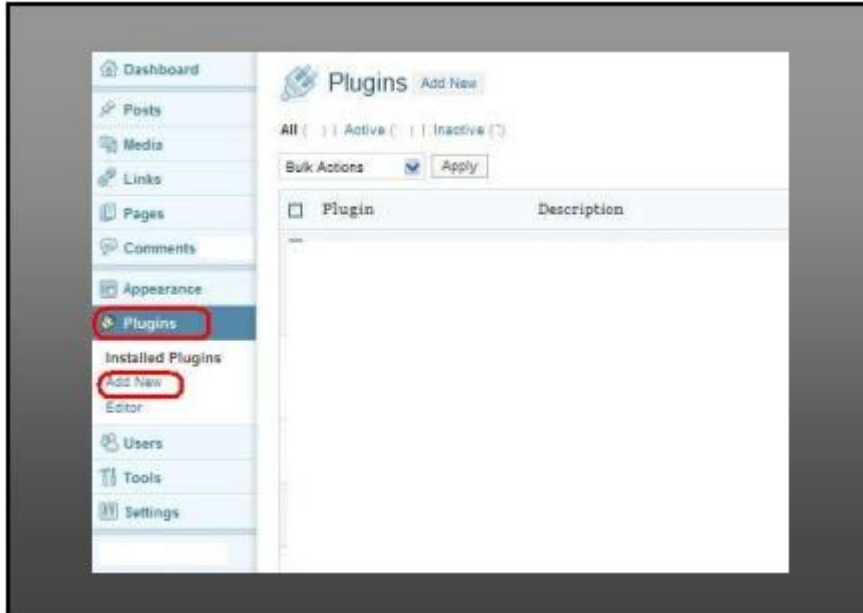 Dashboard
Posts
Media
Links
Pages
Comments
Appearance
Plugins
Installed Plugins
Add New
Editor
Users
Tools
Settings
Plugins Add New
All ( ) | Active ( ) | Inactive ( )
Bulk Actions Apply
Plugin Description